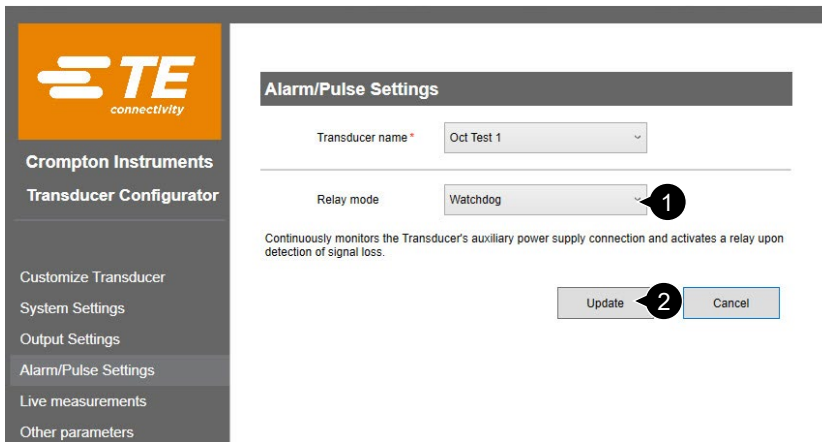 TE
connectivity
Crompton Instruments
Transducer Configurator
Customize Transducer
System Settings
Output Settings
Alarm/Pulse Settings
Live measurements
Other parameters
Alarm/Pulse Settings
Transducer name *
Oct Test 1
Relay mode
Watchdog
1
Continuously monitors the Transducer's auxiliary power supply connection and activates a relay upon
detection of signal loss.
Update
2
Cancel